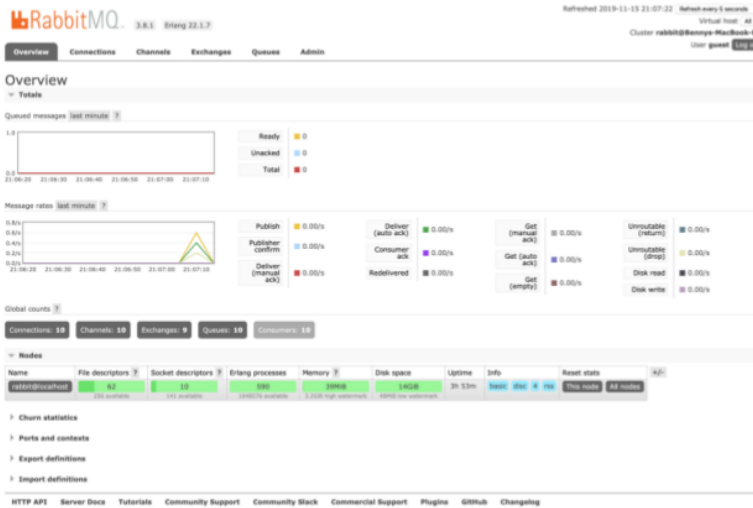 RabbitMQ. 3.8.1 Erlang 22.1.7
Refreshed 2019-11-15 21:07:22 Refresh every 5 seconds
Virtual host All
Cluster rabbit@Bennys-MacBook-
User guest Log
Overview Connections Channels Exchanges Queues Admin
Overview
Totals
Queued messages last minute ?
1.0
0.0
21:06:20 21:06:30 21:06:40 21:06:50 21:07:00 21:07:10
Ready 0
Unacked 0
Total 0
Message rates last minute ?
0.8/s
0.6/s
0.4/s
0.2/s
0.0/s
21:06:20 21:06:30 21:06:40 21:06:50 21:07:00 21:07:10
Publish 0.00/s
Publisher confirm 0.00/s
Deliver (manual ack) 0.00/s
Deliver (auto ack) 0.00/s
Consumer ack 0.00/s
Redelivered 0.00/s
Get (manual ack) 0.00/s
Get (auto ack) 0.00/s
Get (empty) 0.00/s
Unroutable (return) 0.00/s
Unroutable (drop) 0.00/s
Disk read 0.00/s
Disk write 0.00/s
Global counts ?
Connections: 10 Channels: 10 Exchanges: 9 Queues: 10 Consumers: 10
Nodes
Name File descriptors ? Socket descriptors ? Erlang processes Memory ? Disk space Uptime Info Reset stats +/-
rabbit@localhost 62 10 590 39MiB 14GiB 3h 53m basic disc 4 rss This node All nodes
available available 1048576 available high watermark 48MiB low watermark
Churn statistics
Ports and contexts
Export definitions
Import definitions
HTTP API Server Docs Tutorials Community Support Community Slack Commercial Support Plugins GitHub Changelog